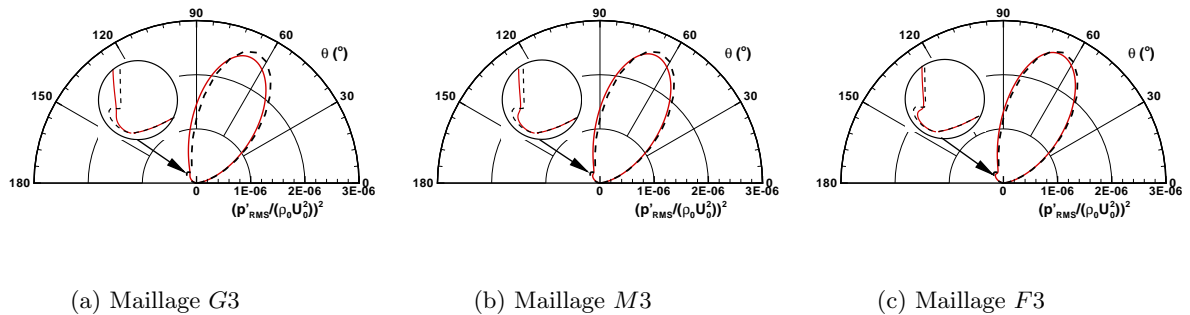 90
120
60
θ (°)
150
30
180
0
1E-06
2E-06
3E-06
0
(p'RMS/(ρ0U0²))²
90
120
60
θ (°)
150
30
180
0
1E-06
2E-06
3E-06
0
(p'RMS/(ρ0U0²))²
90
120
60
θ (°)
150
30
180
0
1E-06
2E-06
3E-06
0
(p'RMS/(ρ0U0²))²
(a) Maillage G3
(b) Maillage M3
(c) Maillage F3